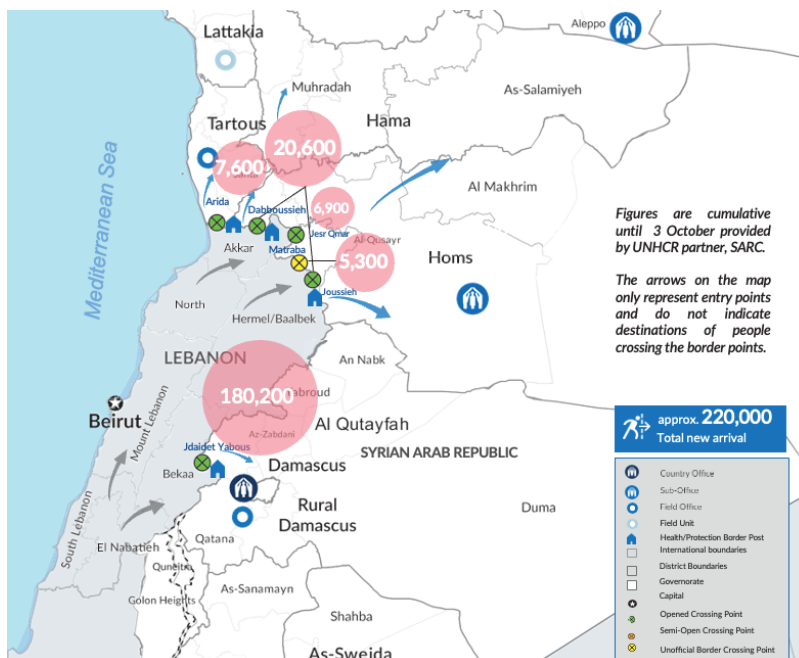 Lattakia
Aleppo
Muhradah
As-Salamiyeh
Tartous
Hama
20,600
7,600
Mediterranean Sea
Al Makhrim
Arida
Dabboussieh
6,900
Jesr Qmar
Akkar
Matraba
Al-Qusayr
5,300
Homs
Joussieh
North
Hermel/Baalbek
Figures are cumulative
until 3 October provided
by UNHCR partner, SARC.
The arrows on the map
only represent entry points
and do not indicate
destinations of people
crossing the border points.
LEBANON
An Nabk
180,200
Beirut
Mount Lebanon
Al Qutayfah
Az-Zabdani
Jdaidet Yabous
SYRIAN ARAB REPUBLIC
Bekaa
Damascus
South Lebanon
Rural
Damascus
Duma
El Nabatieh
Qatana
Quneitra
Golon Heights
As-Sanamayn
Shahba
As-Sweida
approx. 220,000
Total new arrival
Country Office
Sub-Office
Field Office
Field Unit
Health/Protection Border Post
International boundaries
District Boundaries
Governorate
Capital
Opened Crossing Point
Semi-Open Crossing Point
Unofficial Border Crossing Point